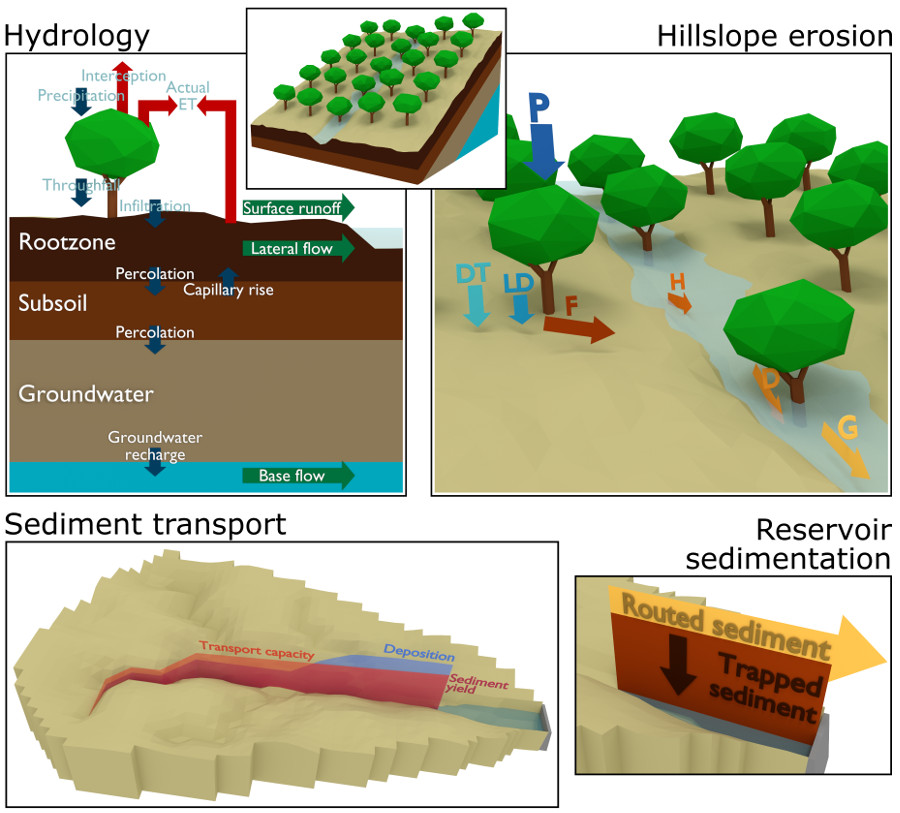 Hydrology
Hillslope erosion
Interception
Precipitation
Actual
ET
Throughfall
Infiltration
Surface runoff
Rootzone
Lateral flow
Percolation
Capillary rise
Subsoil
Percolation
Groundwater
Groundwater
recharge
Base flow
P
DT
LD
F
H
D
G
Sediment transport
Transport capacity
Deposition
Sediment
yield
Reservoir
sedimentation
Routed sediment
Trapped
sediment